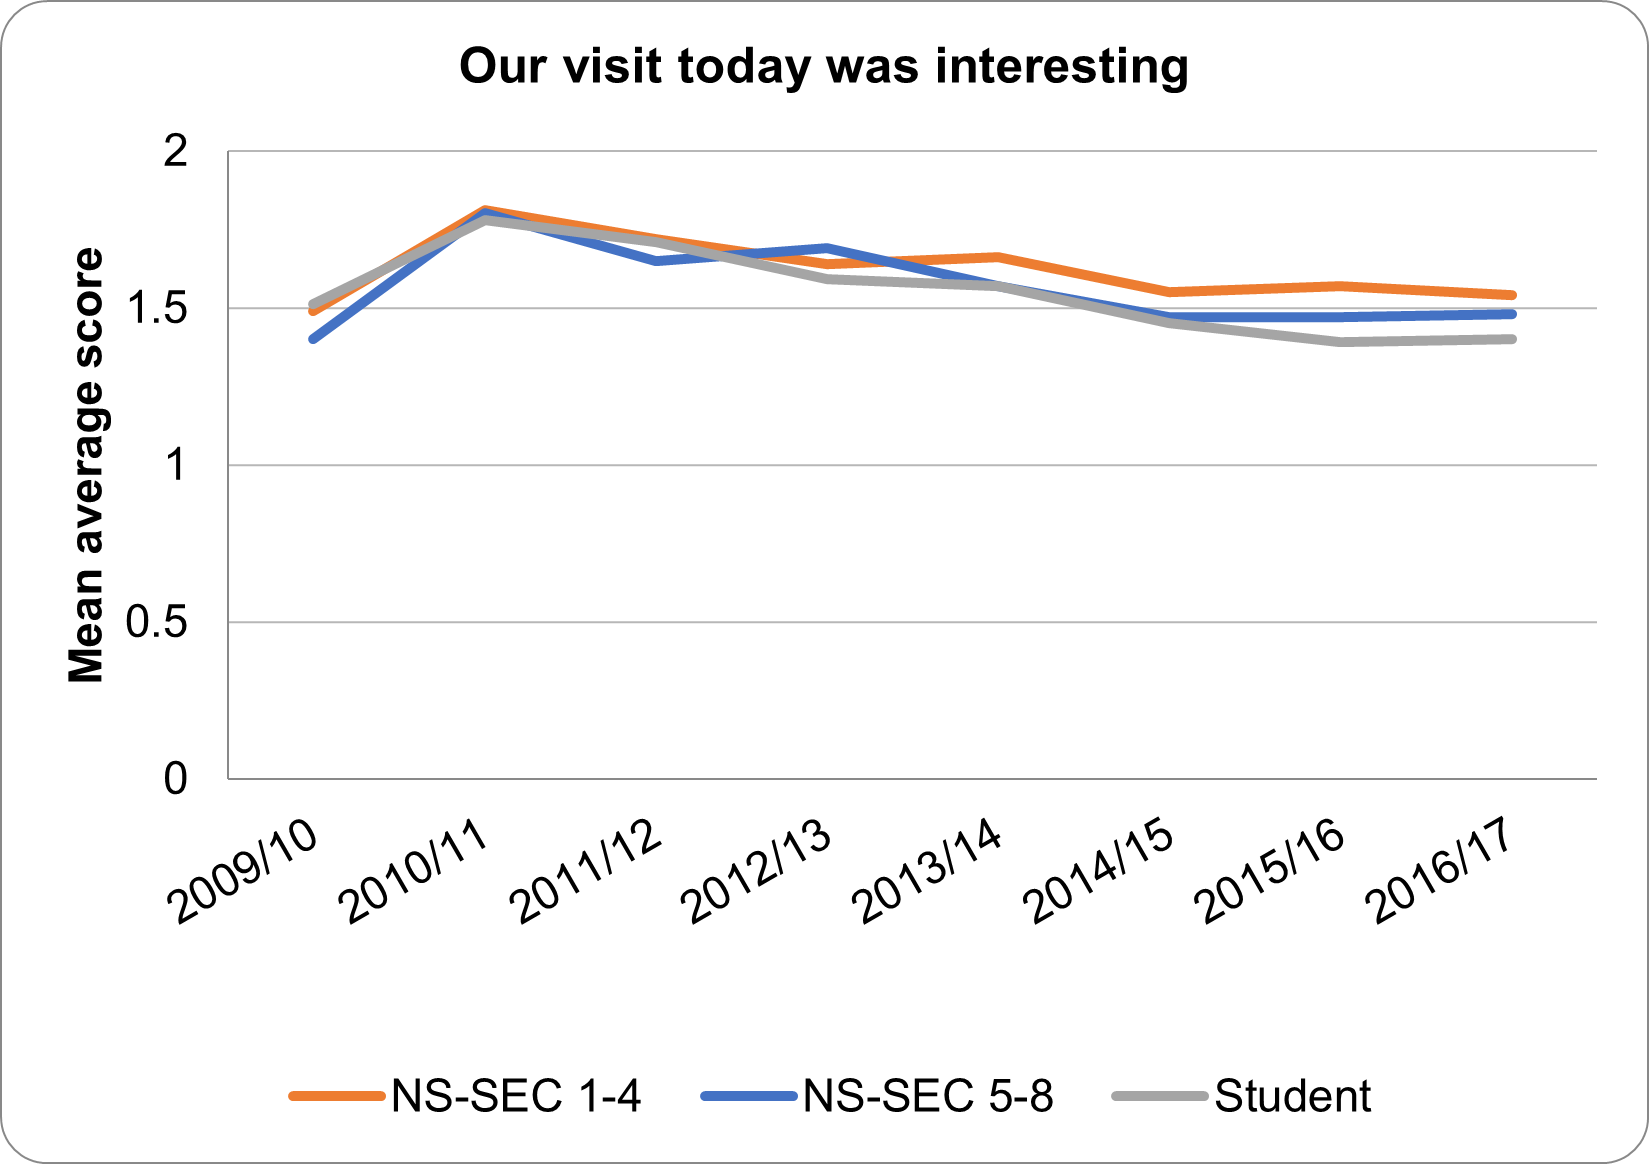 Our visit today was interesting
Mean average score
2
1.5
1
0.5
0
2009/10
2010/11
2011/12
2012/13
2013/14
2014/15
2015/16
2016/17
NS-SEC 1-4
NS-SEC 5-8
Student